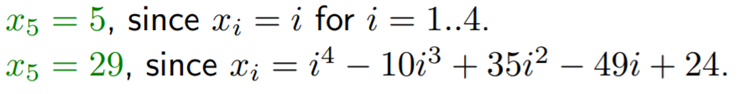 x₅ = 5, since xᵢ = i for i = 1..4.
x₅ = 29, since xᵢ = i⁴ − 10i³ + 35i² − 49i + 24.